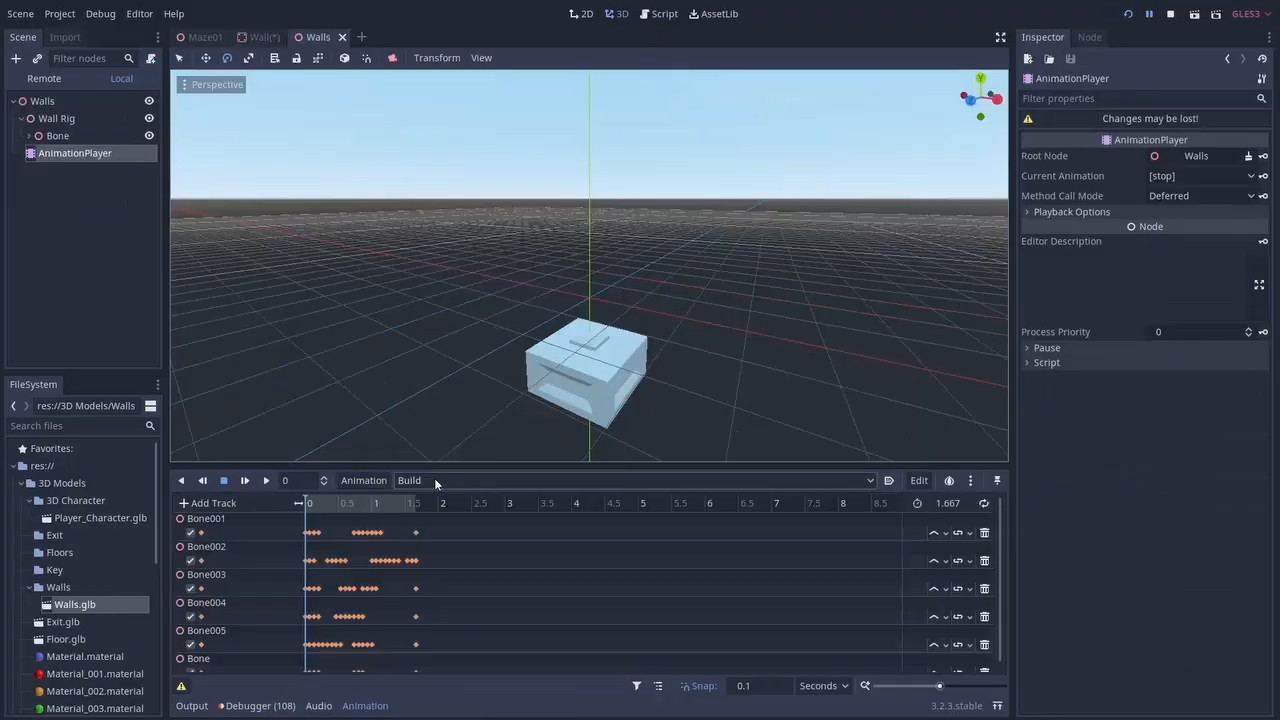 Scene Project Debug Editor Help
2D 3D Script AssetLib
GLES3
Scene Import
Maze01 Wall(*) Walls
Inspector Node
Filter nodes
Transform View
Remote Local
AnimationPlayer
Perspective
Y
Z
Filter properties
Walls
Wall Rig
Bone
AnimationPlayer
Changes may be lost!
AnimationPlayer
Root Node Walls
Current Animation [stop]
Method Call Mode Deferred
Playback Options
Node
Editor Description
Process Priority 0
Pause
Script
FileSystem
res://3D Models/Walls
Search files
Favorites:
res://
3D Models
3D Character
Player_Character.glb
Exit
Floors
Key
Walls
Walls.glb
Exit.glb
Floor.glb
Material.material
Material_001.material
Material_002.material
Material_003.material
0 Animation Build Edit
Add Track 0 0.5 1 1.5 2 2.5 3 3.5 4 4.5 5 5.5 6 6.5 7 7.5 8 8.5 1.667
Bone001
Bone002
Bone003
Bone004
Bone005
Bone
Snap: 0.1 Seconds
Output Debugger (108) Audio Animation 3.2.3.stable